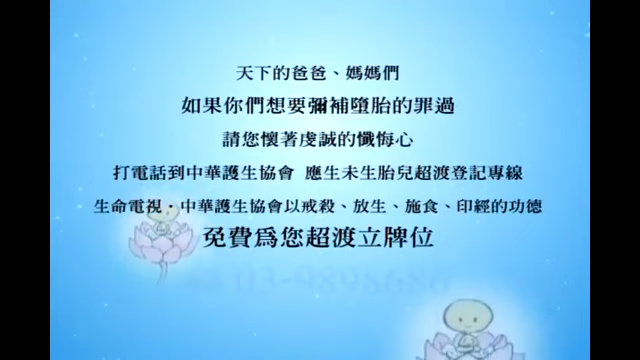 天下的爸爸、媽媽們
如果你們想要彌補墮胎的罪過
請您懷著虔誠的懺悔心
打電話到中華護生協會 應生未生胎兒超渡登記專線
生命電視・中華護生協會以戒殺、放生、施食、印經的功德
免費為您超渡立牌位
03-9898686